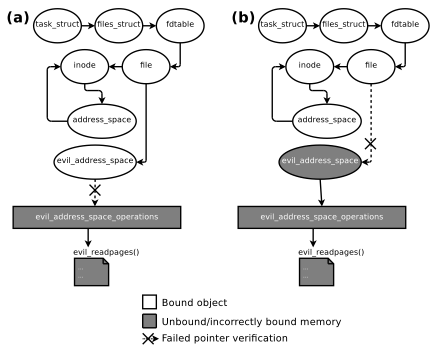 (a)
task_struct
files_struct
fdtable
inode
file
address_space
evil_address_space
evil_address_space_operations
evil_readpages()
(b)
task_struct
files_struct
fdtable
inode
file
address_space
evil_address_space
evil_address_space_operations
evil_readpages()
Bound object
Unbound/incorrectly bound memory
Failed pointer verification